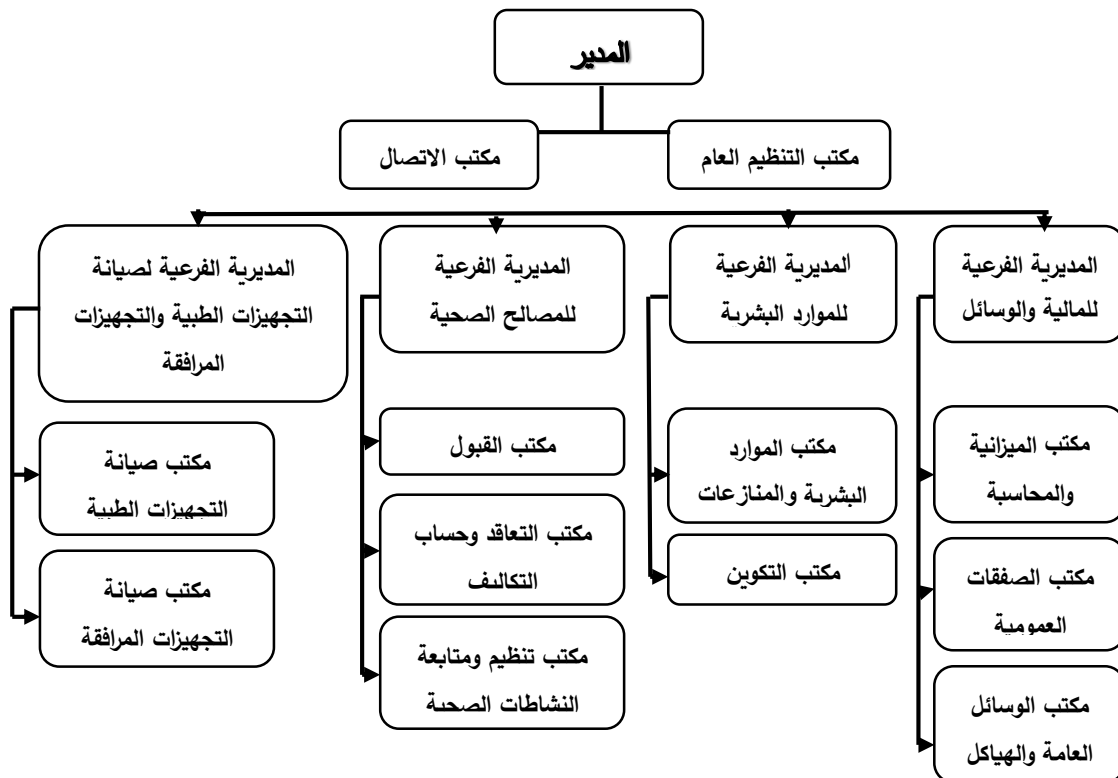 المدير
مكتب التنظيم العام
مكتب الاتصال
المديرية الفرعية
للمالية والوسائل
المديرية الفرعية
للموارد البشرية
المديرية الفرعية
للمصالح الصحية
المديرية الفرعية لصيانة
التجهيزات الطبية والتجهيزات
المرافقة
مكتب الميزانية
والمحاسبة
مكتب الصفقات
العمومية
مكتب الوسائل
العامة والهياكل
مكتب الموارد
البشرية والمنازعات
مكتب التكوين
مكتب القبول
مكتب التعاقد وحساب
التكاليف
مكتب تنظيم ومتابعة
النشاطات الصحية
مكتب صيانة
التجهيزات الطبية
مكتب صيانة
التجهيزات المرافقة